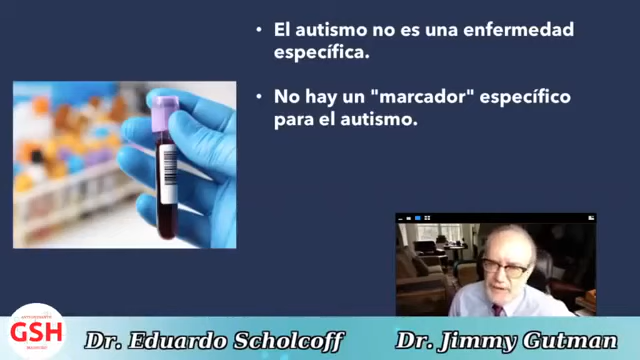 • El autismo no es una enfermedad
específica.
• No hay un "marcador" específico
para el autismo.
GSH
Dr. Eduardo Scholcoff
Dr. Jimmy Gutman